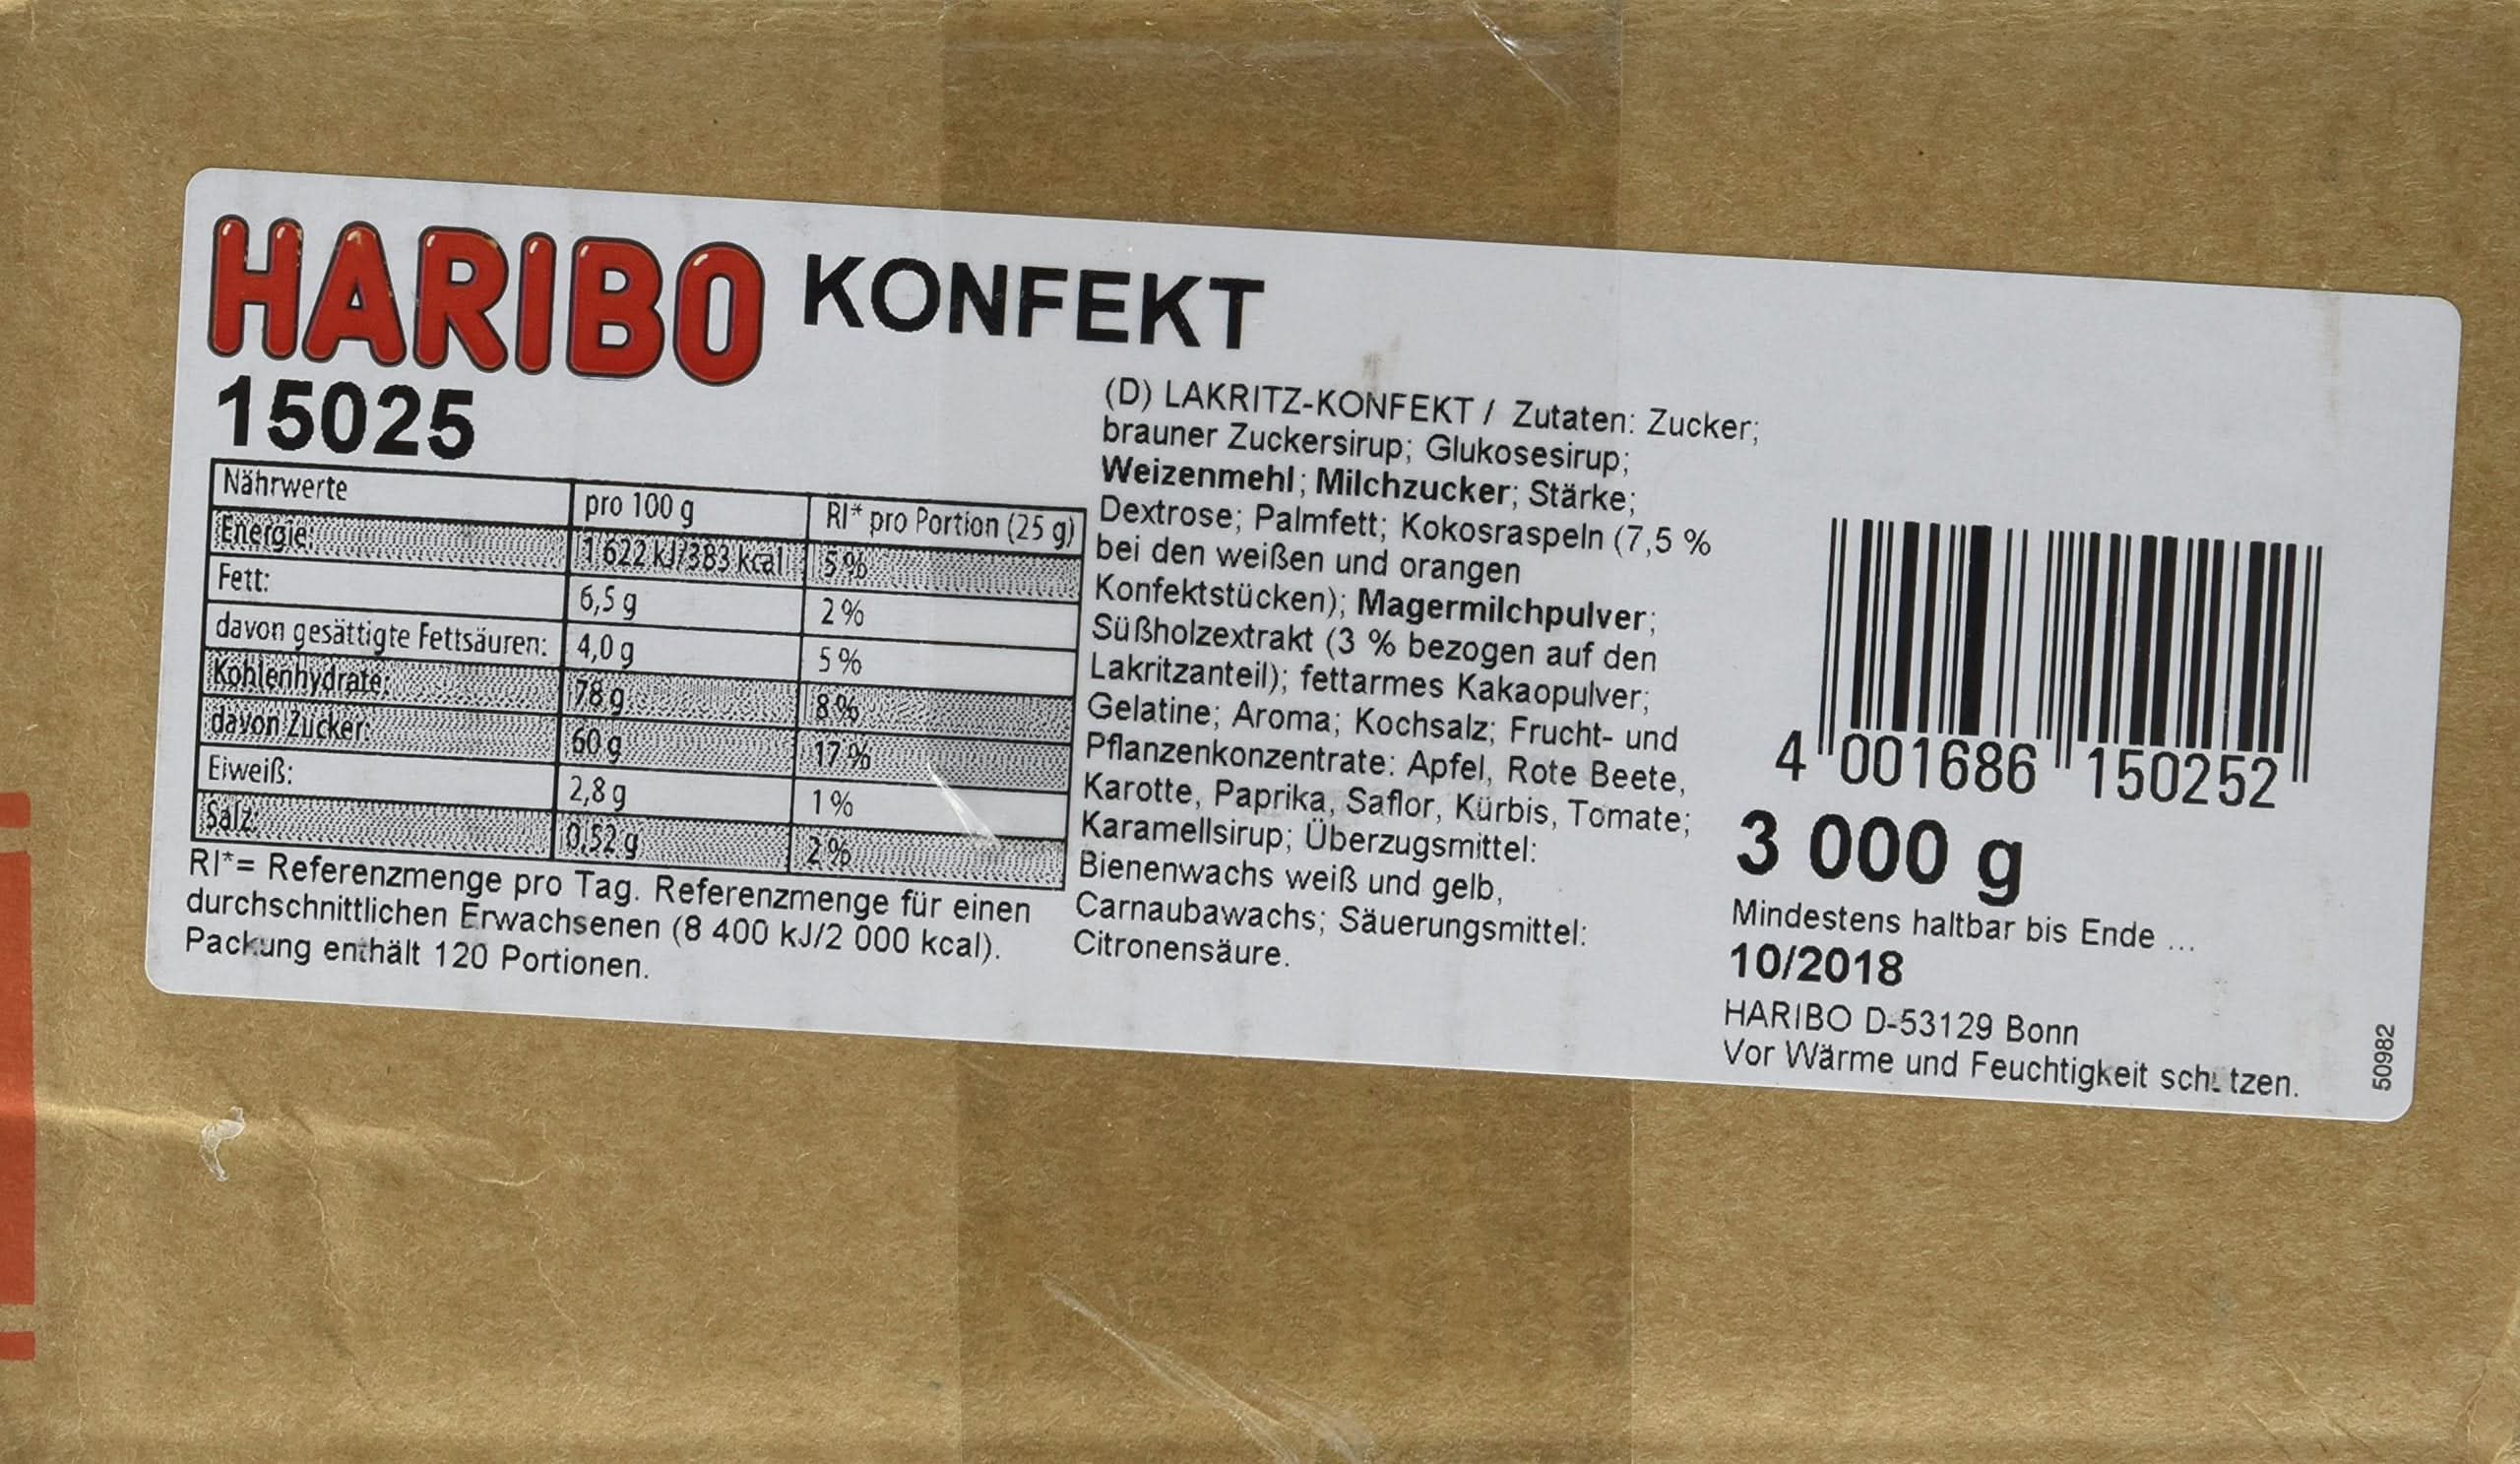 HARIBO KONFEKT
15025
Nährwerte pro 100 g RI* pro Portion (25 g)
Energie: 1 622 kJ/383 kcal 5 %
Fett: 6,5 g 2 %
davon gesättigte Fettsäuren: 4,0 g 5 %
Kohlenhydrate: 78 g 8 %
davon Zucker: 60 g 17 %
Eiweiß: 2,8 g 1 %
Salz: 0,52 g 2 %
RI*= Referenzmenge pro Tag. Referenzmenge für einen
durchschnittlichen Erwachsenen (8 400 kJ/2 000 kcal).
Packung enthält 120 Portionen.
(D) LAKRITZ-KONFEKT / Zutaten: Zucker;
brauner Zuckersirup; Glukosesirup;
Weizenmehl; Milchzucker; Stärke;
Dextrose; Palmfett; Kokosraspeln (7,5 %
bei den weißen und orangen
Konfektstücken); Magermilchpulver;
Süßholzextrakt (3 % bezogen auf den
Lakritzanteil); fettarmes Kakaopulver;
Gelatine; Aroma; Kochsalz; Frucht- und
Pflanzenkonzentrate: Apfel, Rote Beete,
Karotte, Paprika, Saflor, Kürbis, Tomate;
Karamellsirup; Überzugsmittel:
Bienenwachs weiß und gelb,
Carnaubawachs; Säuerungsmittel:
Citronensäure.
4 001686 150252
3 000 g
Mindestens haltbar bis Ende ...
10/2018
HARIBO D-53129 Bonn
Vor Wärme und Feuchtigkeit schützen.
50982